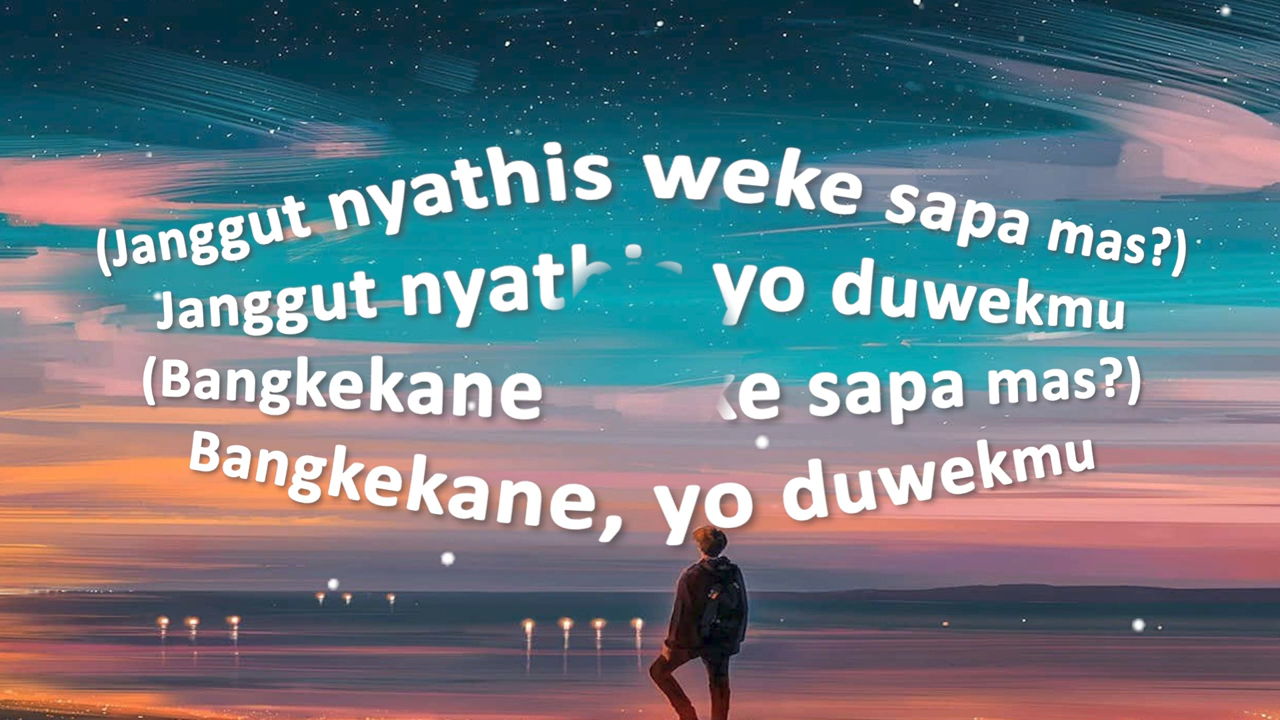 (Janggut nyathis weke sapa mas?)
Janggut yo duwekmu
(Bangkekane sapa mas?)
Bangkekane, yo duwekmu